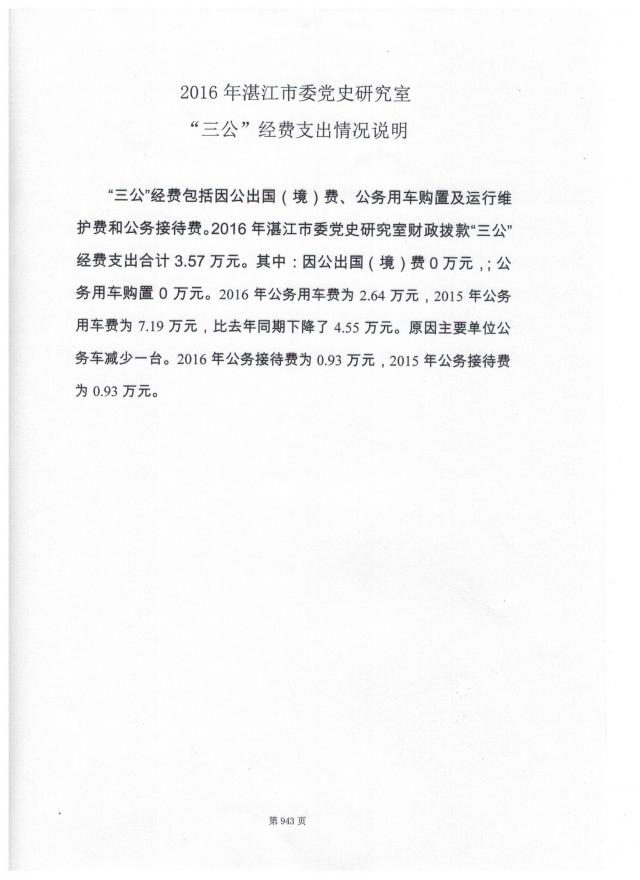 2016 年湛江市委党史研究室
“三公”经费支出情况说明
“三公”经费包括因公出国（境）费、公务用车购置及运行维
护费和公务接待费。2016 年湛江市委党史研究室财政拨款“三公”
经费支出合计 3.57 万元。其中：因公出国（境）费 0 万元，；公
务用车购置 0 万元。2016 年公务用车费为 2.64 万元，2015 年公务
用车费为 7.19 万元，比去年同期下降了 4.55 万元。原因主要单位公
务车减少一台。2016 年公务接待费为 0.93 万元，2015 年公务接待费
为 0.93 万元。
第 943 页